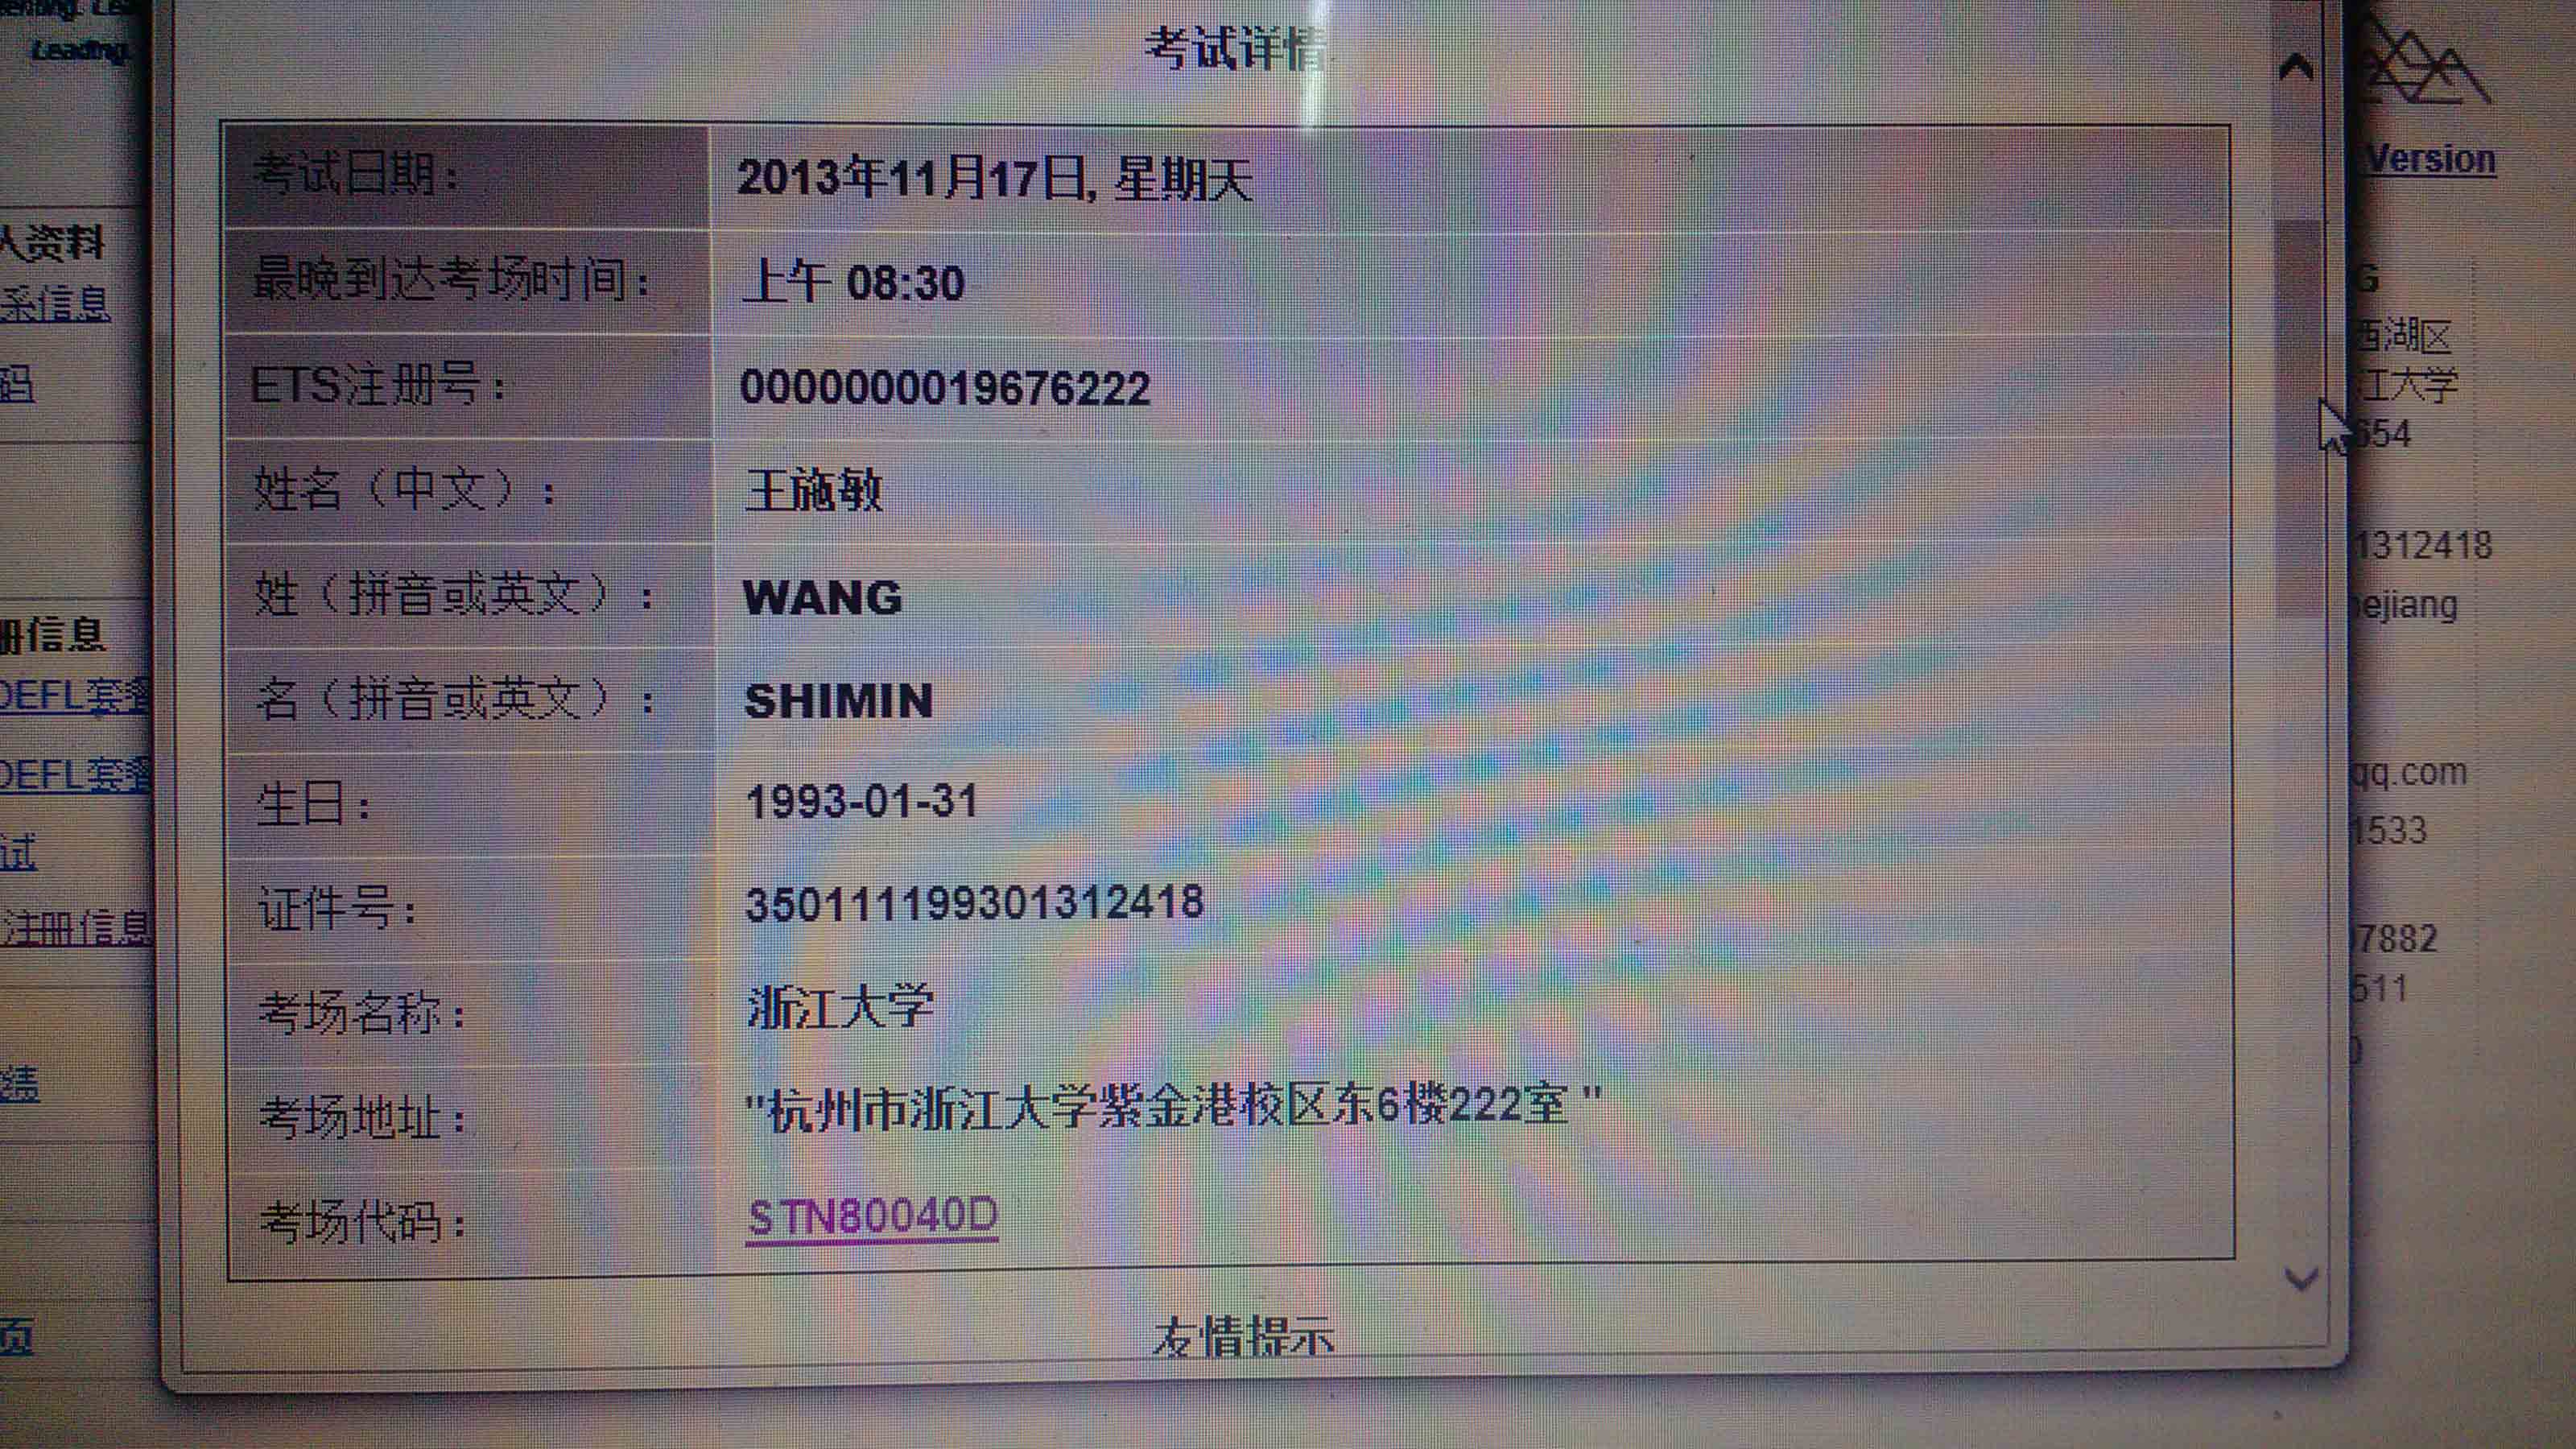 Leading.
考试详情
Version
考试日期：
2013年11月17日, 星期天
人资料
最晚到达考场时间：
上午 08:30
系信息
G
西湖区
码
ETS注册号：
0000000019676222
江大学
654
姓名（中文）：
王施敏
1312418
姓（拼音或英文）：
WANG
hejiang
册信息
OEFL套餐
名（拼音或英文）：
SHIMIN
OEFL套餐
生日：
1993-01-31
qq.com
1533
试
注册信息
证件号：
350111199301312418
7882
考场名称：
浙江大学
511
绩
考场地址：
"杭州市浙江大学紫金港校区东6楼222室 "
考场代码：
STN80040D
页
友情提示